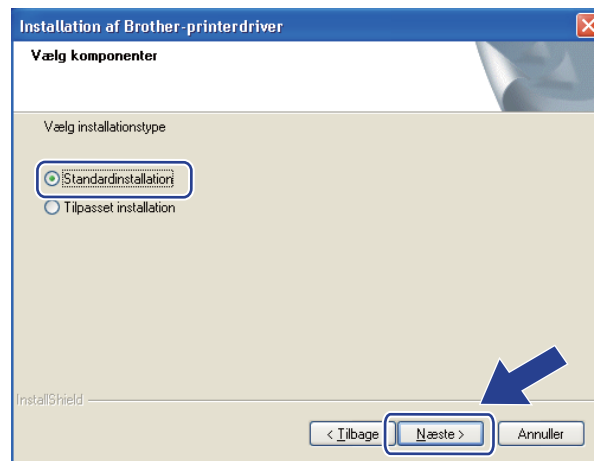 Installation af Brother-printerdriver
Vælg komponenter
Vælg installationstype
Standardinstallation
Tilpasset installation
InstallShield
< Tilbage Næste > Annuller